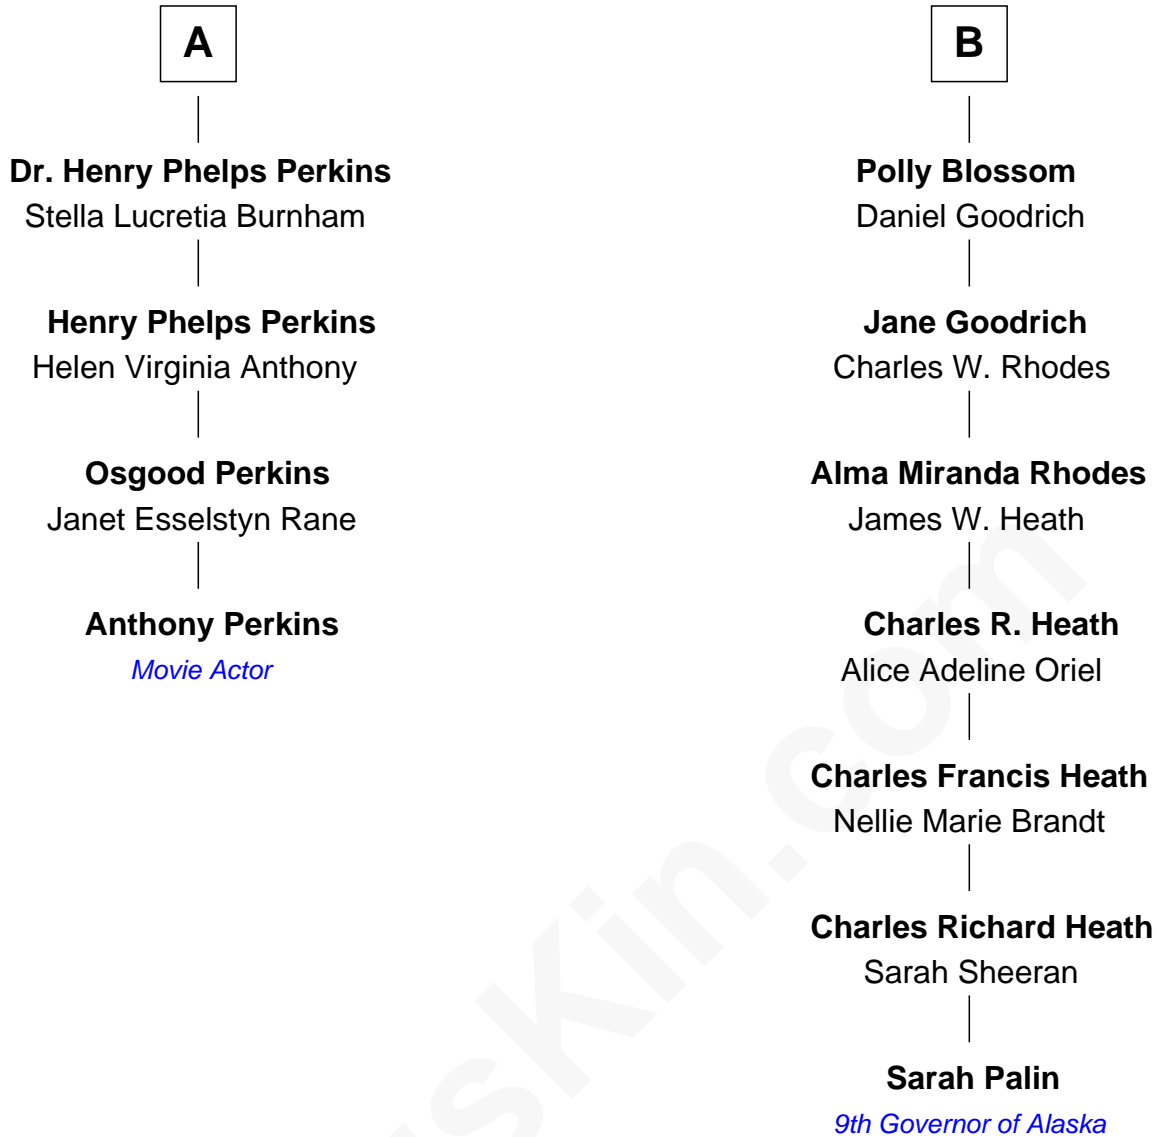 A
Dr. Henry Phelps Perkins
Stella Lucretia Burnham
Henry Phelps Perkins
Helen Virginia Anthony
Osgood Perkins
Janet Esselstyn Rane
Anthony Perkins
Movie Actor
B
Polly Blossom
Daniel Goodrich
Jane Goodrich
Charles W. Rhodes
Alma Miranda Rhodes
James W. Heath
Charles R. Heath
Alice Adeline Oriel
Charles Francis Heath
Nellie Marie Brandt
Charles Richard Heath
Sarah Sheeran
Sarah Palin
9th Governor of Alaska